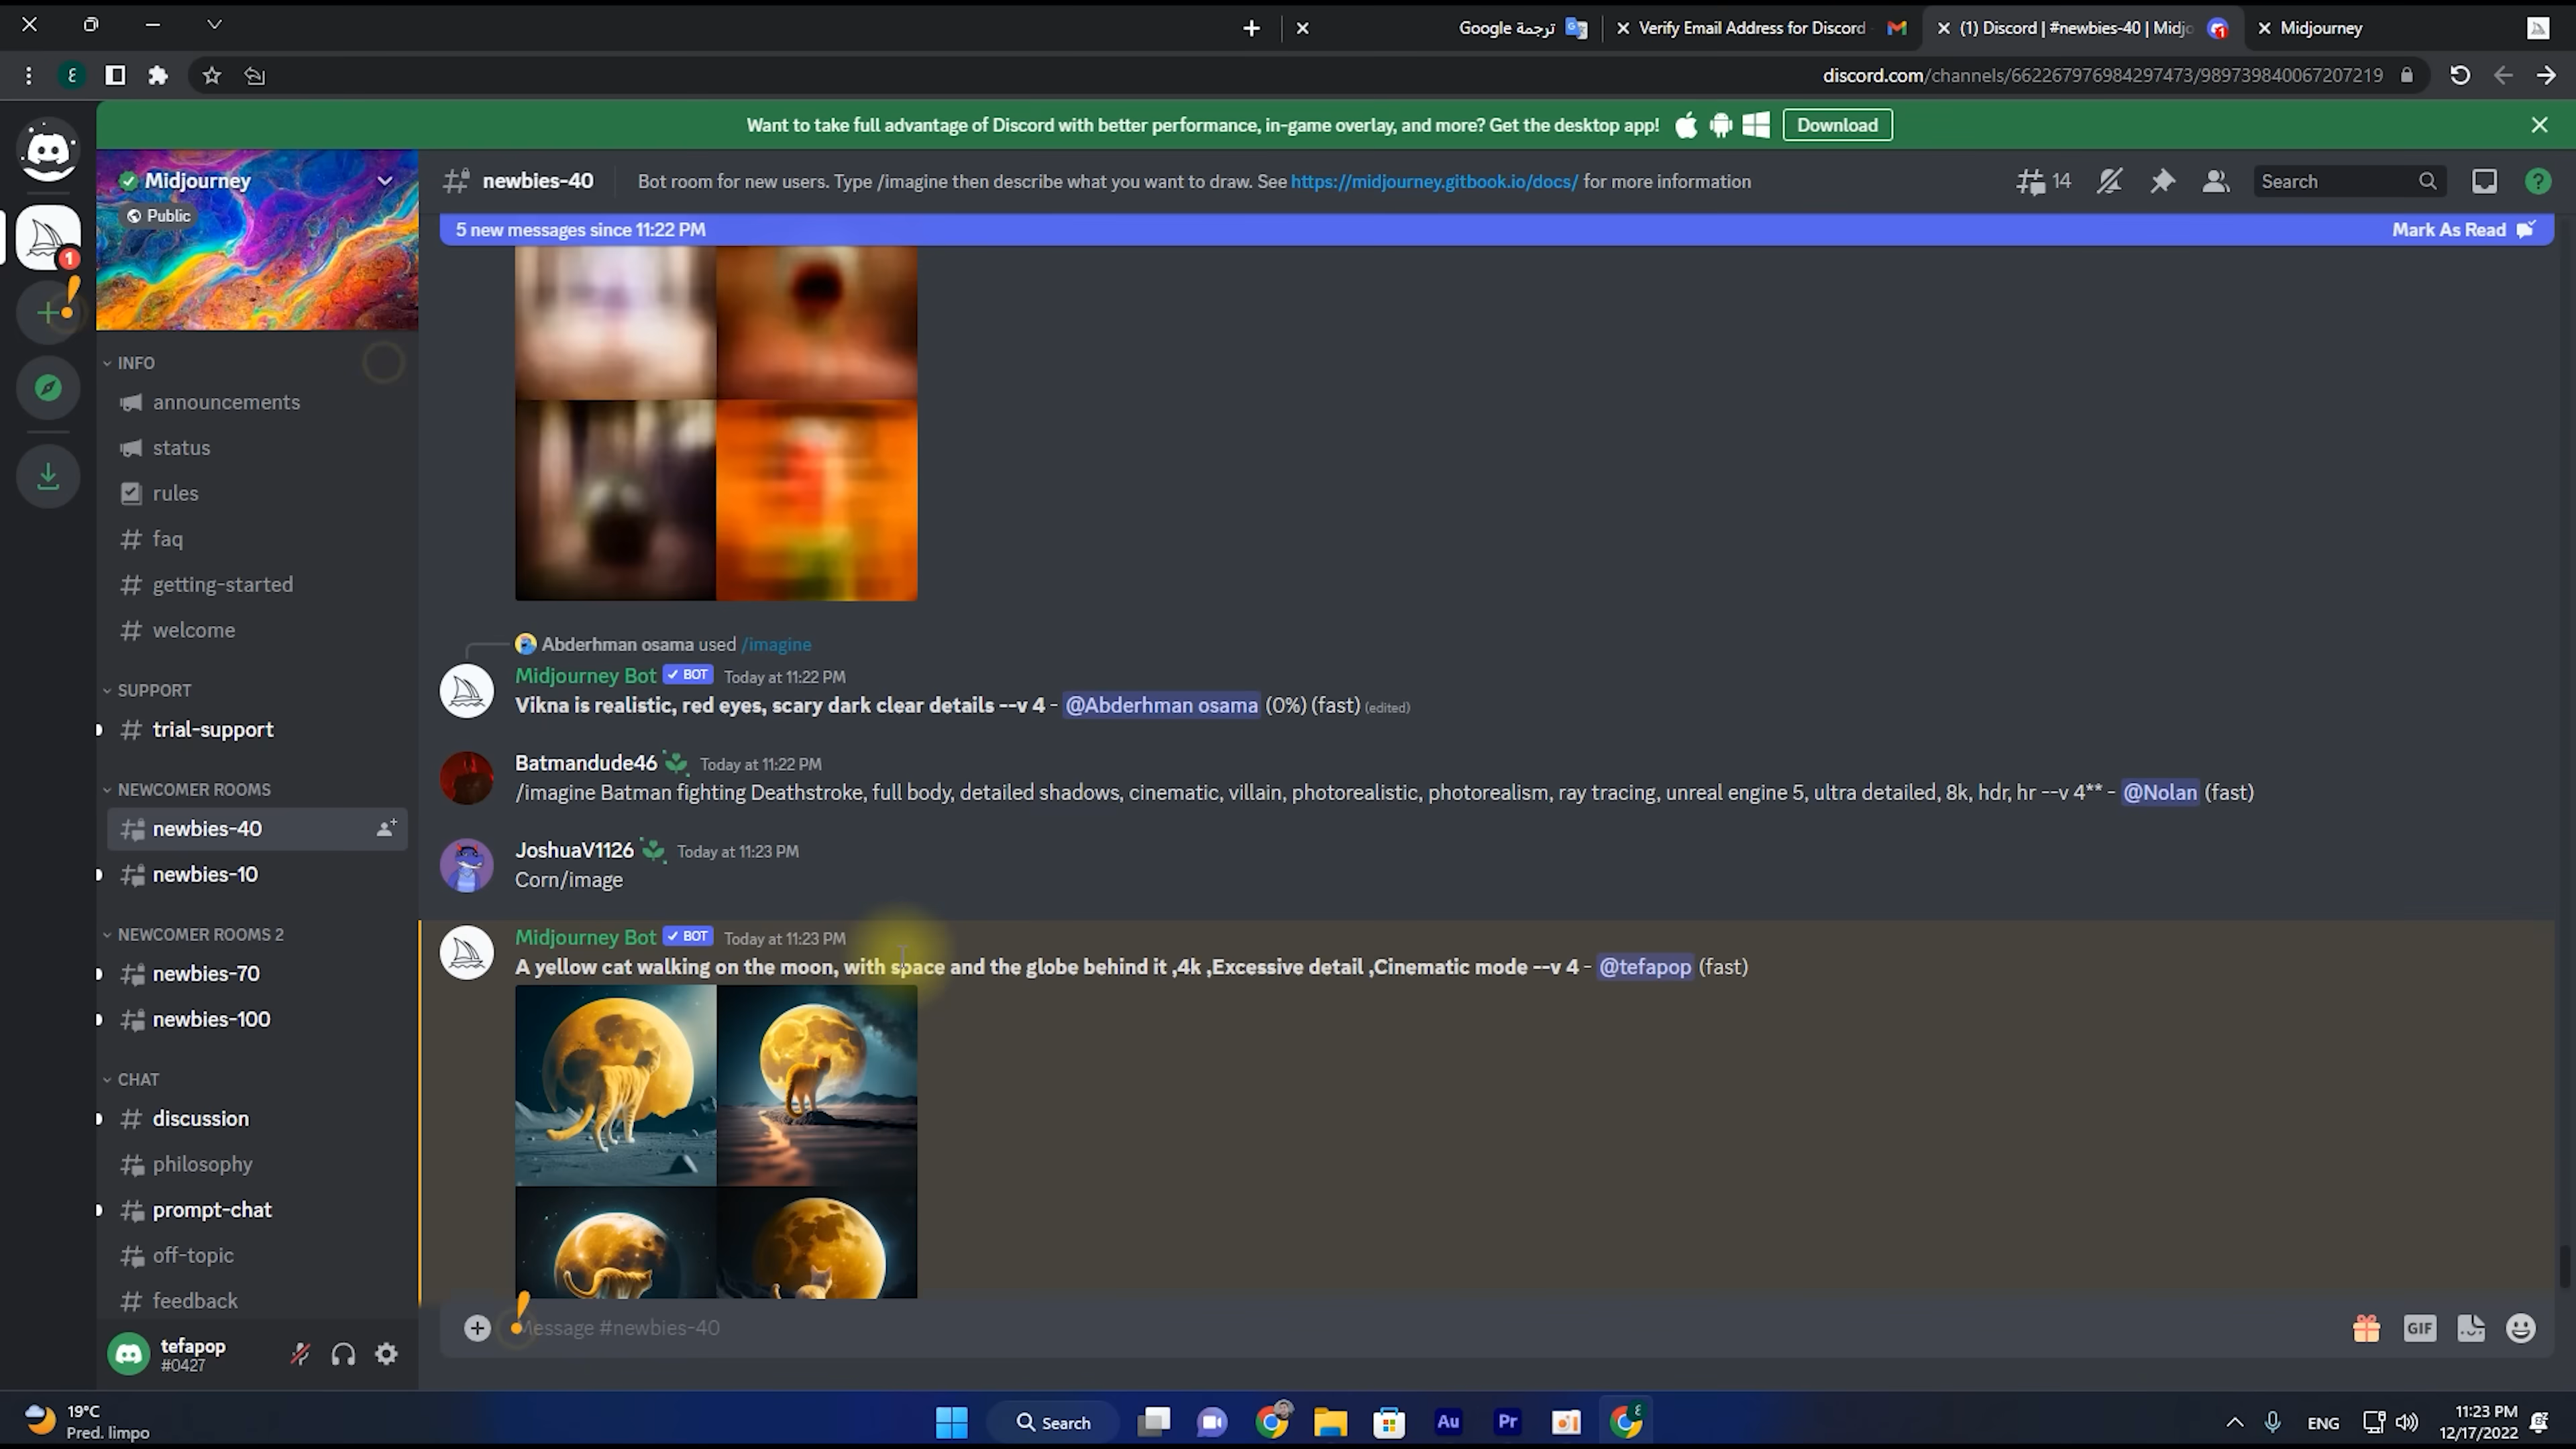 ترجمة Google
Verify Email Address for Discord
(1) Discord | #newbies-40 | Midjo
Midjourney
discord.com/channels/662267976984297473/989739840067207219
Want to take full advantage of Discord with better performance, in-game overlay, and more? Get the desktop app!
Download
Midjourney
Public
newbies-40
Bot room for new users. Type /imagine then describe what you want to draw. See https://midjourney.gitbook.io/docs/ for more information
14
Search
5 new messages since 11:22 PM
Mark As Read
1
INFO
announcements
status
rules
faq
getting-started
welcome
SUPPORT
trial-support
NEWCOMER ROOMS
newbies-40
newbies-10
NEWCOMER ROOMS 2
newbies-70
newbies-100
CHAT
discussion
philosophy
prompt-chat
off-topic
feedback
tefapop
#0427
Abderhman osama used /imagine
Midjourney Bot BOT Today at 11:22 PM
Vikna is realistic, red eyes, scary dark clear details --v 4 - @Abderhman osama (0%) (fast) (edited)
Batmandude46 Today at 11:22 PM
/imagine Batman fighting Deathstroke, full body, detailed shadows, cinematic, villain, photorealistic, photorealism, ray tracing, unreal engine 5, ultra detailed, 8k, hdr, hr --v 4** - @Nolan (fast)
JoshuaV1126 Today at 11:23 PM
Corn/image
Midjourney Bot BOT Today at 11:23 PM
A yellow cat walking on the moon, with space and the globe behind it ,4k ,Excessive detail ,Cinematic mode --v 4 - @tefapop (fast)
Message #newbies-40
GIF
19°C
Pred. limpo
Search
Au
Pr
ENG
11:23 PM
12/17/2022